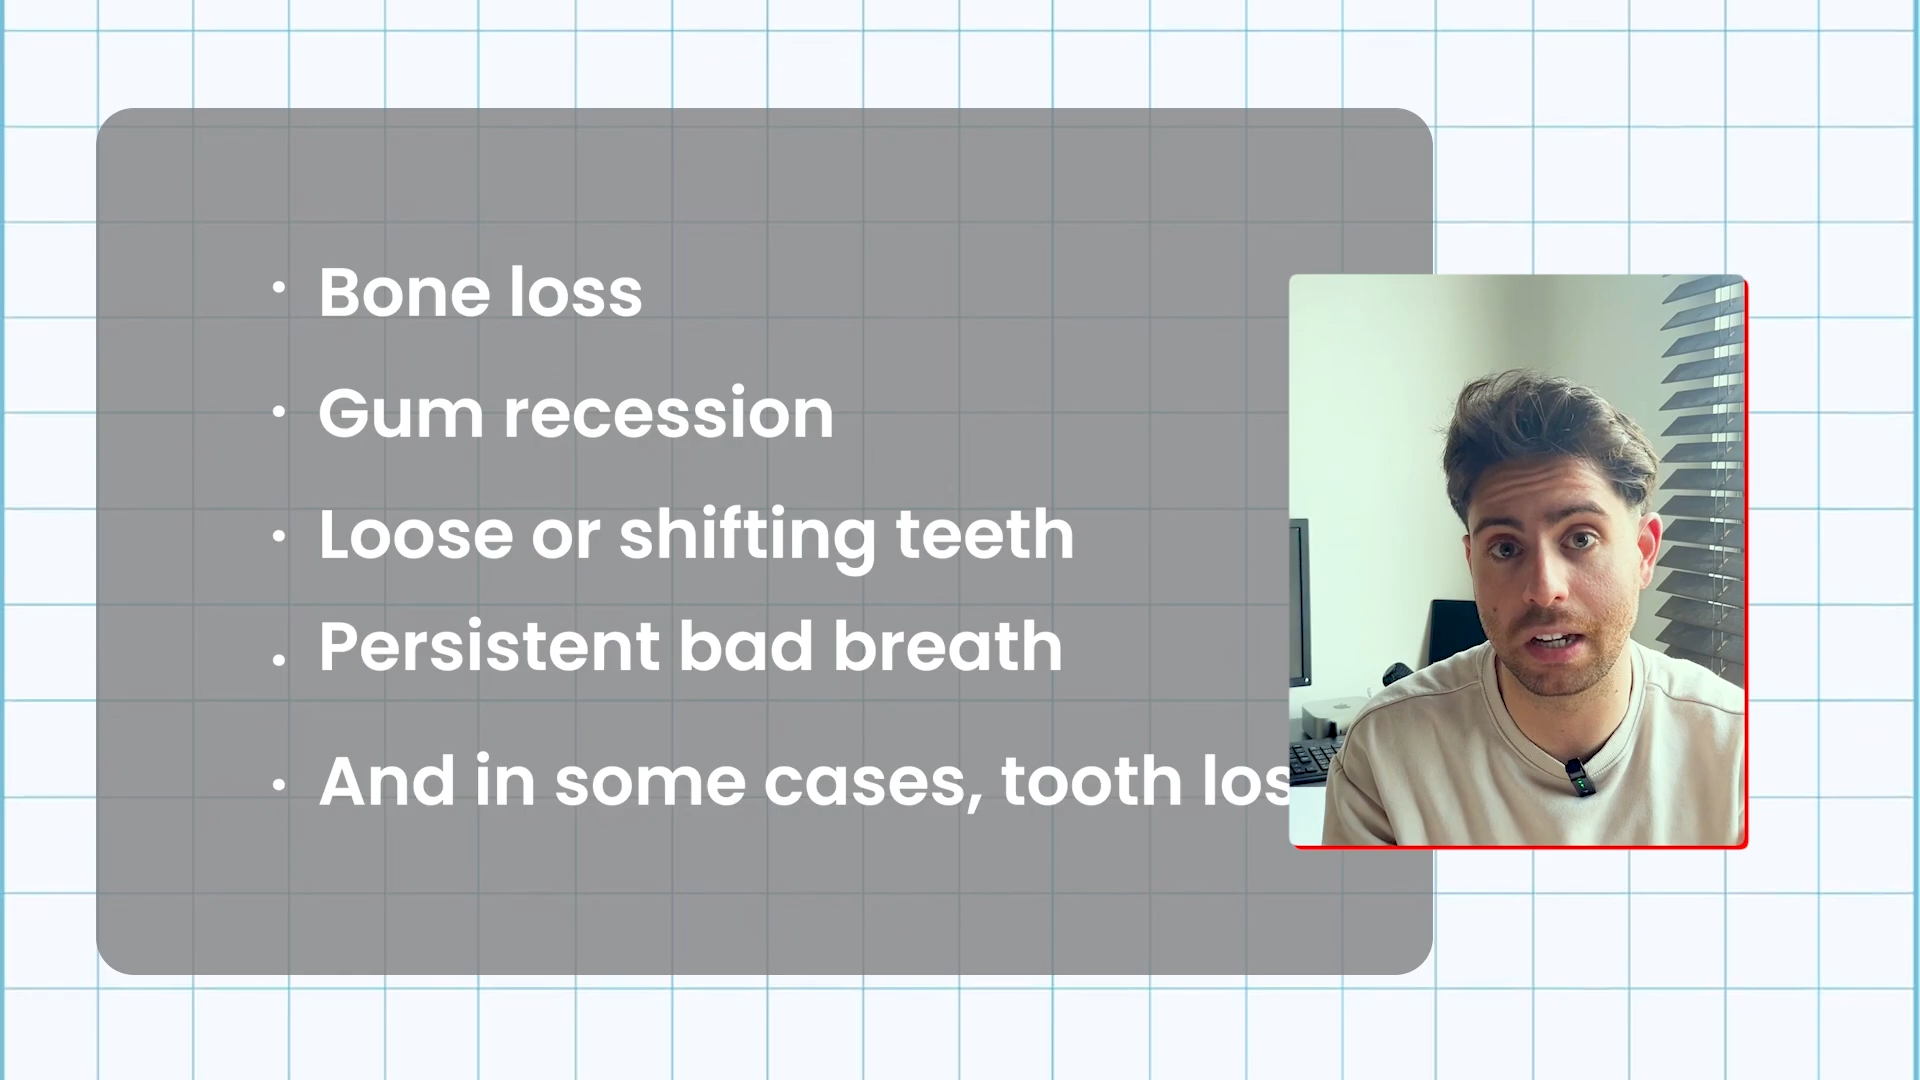 • Bone loss
• Gum recession
• Loose or shifting teeth
• Persistent bad breath
• And in some cases, tooth los